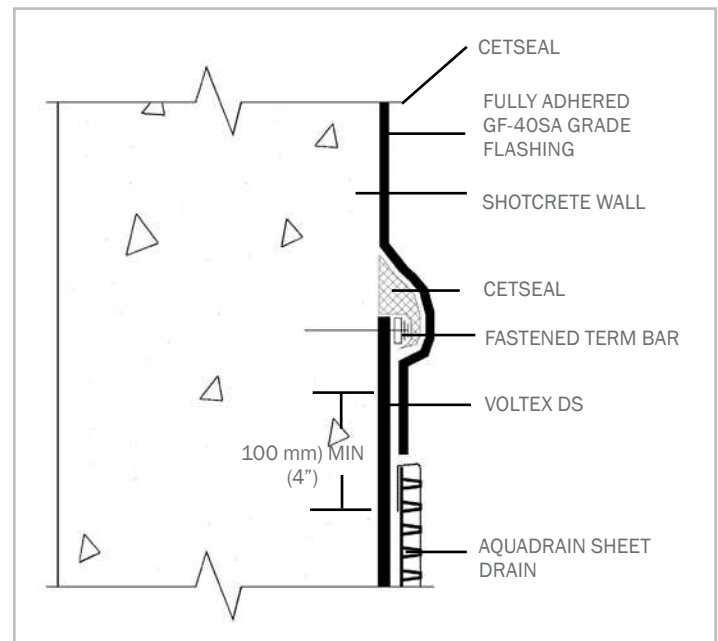 CETSEAL
FULLY ADHERED
GF-40SA GRADE
FLASHING
SHOTCRETE WALL
CETSEAL
FASTENED TERM BAR
VOLTEX DS
100 mm) MIN
(4”)
AQUADRAIN SHEET
DRAIN